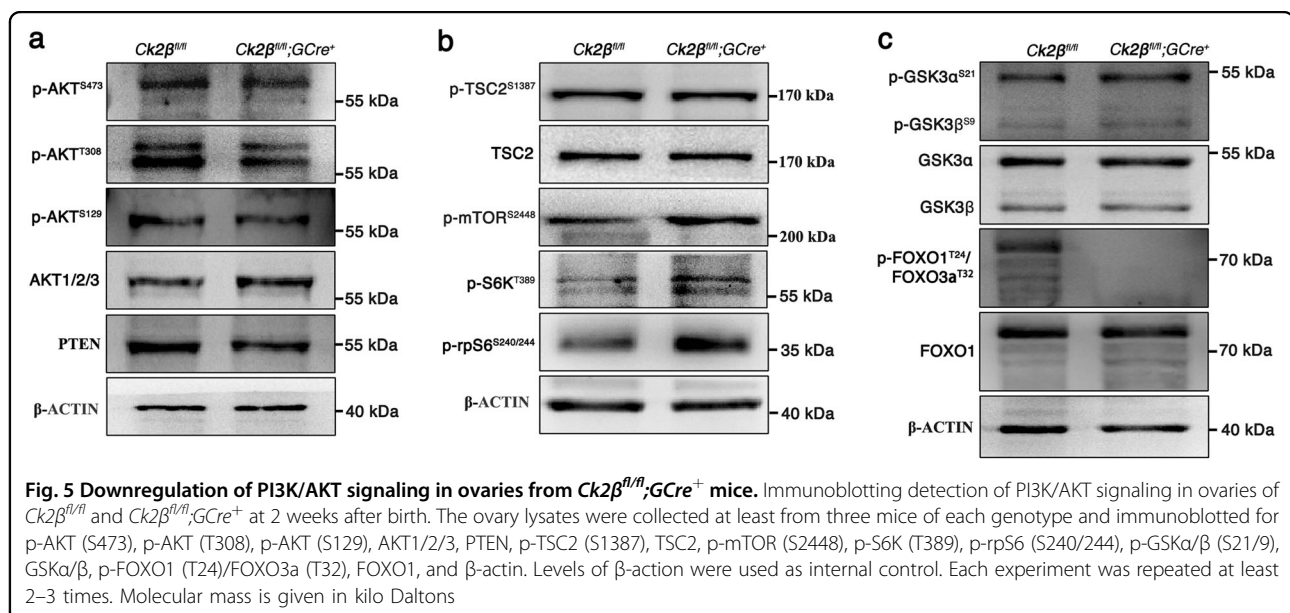 a
Ck2β^fl/fl Ck2β^fl/fl;GCre⁺
p-AKT^S473
55 kDa
p-AKT^T308
55 kDa
p-AKT^S129
55 kDa
AKT1/2/3
55 kDa
PTEN
55 kDa
β-ACTIN
40 kDa
b
Ck2β^fl/fl Ck2β^fl/fl;GCre⁺
p-TSC2^S1387
170 kDa
TSC2
170 kDa
p-mTOR^S2448
200 kDa
p-S6K^T389
55 kDa
p-rpS6^S240/244
35 kDa
β-ACTIN
40 kDa
c
Ck2β^fl/fl Ck2β^fl/fl;GCre⁺
p-GSK3α^S21
55 kDa
p-GSK3β^S9
GSK3α
55 kDa
GSK3β
p-FOXO1^T24/
FOXO3a^T32
70 kDa
FOXO1
70 kDa
β-ACTIN
40 kDa
Fig. 5 Downregulation of PI3K/AKT signaling in ovaries from Ck2β^fl/fl;GCre⁺ mice. Immunoblotting detection of PI3K/AKT signaling in ovaries of
Ck2β^fl/fl and Ck2β^fl/fl;GCre⁺ at 2 weeks after birth. The ovary lysates were collected at least from three mice of each genotype and immunoblotted for
p-AKT (S473), p-AKT (T308), p-AKT (S129), AKT1/2/3, PTEN, p-TSC2 (S1387), TSC2, p-mTOR (S2448), p-S6K (T389), p-rpS6 (S240/244), p-GSKα/β (S21/9),
GSKα/β, p-FOXO1 (T24)/FOXO3a (T32), FOXO1, and β-actin. Levels of β-action were used as internal control. Each experiment was repeated at least
2–3 times. Molecular mass is given in kilo Daltons